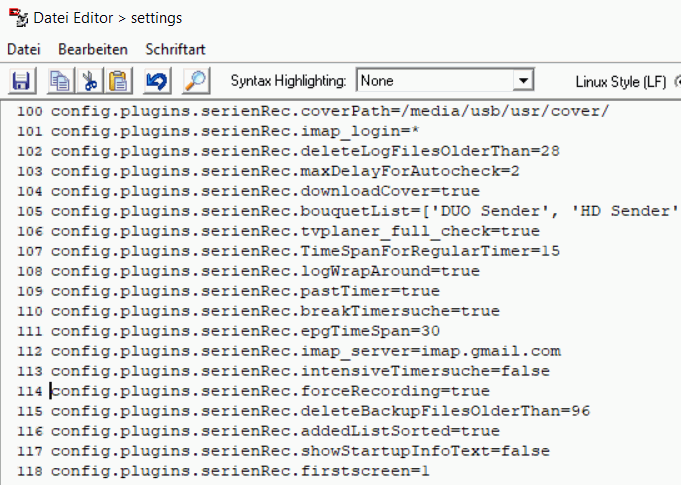 Datei Editor > settings
Datei Bearbeiten Schriftart
Syntax Highlighting: None Linux Style (LF)
100 config.plugins.serienRec.coverPath=/media/usb/usr/cover/
101 config.plugins.serienRec.imap_login=*
102 config.plugins.serienRec.deleteLogFilesOlderThan=28
103 config.plugins.serienRec.maxDelayForAutocheck=2
104 config.plugins.serienRec.downloadCover=true
105 config.plugins.serienRec.bouquetList=['DUO Sender', 'HD Sender'
106 config.plugins.serienRec.tvplaner_full_check=true
107 config.plugins.serienRec.TimeSpanForRegularTimer=15
108 config.plugins.serienRec.logWrapAround=true
109 config.plugins.serienRec.pastTimer=true
110 config.plugins.serienRec.breakTimersuche=true
111 config.plugins.serienRec.epgTimeSpan=30
112 config.plugins.serienRec.imap_server=imap.gmail.com
113 config.plugins.serienRec.intensiveTimersuche=false
114 config.plugins.serienRec.forceRecording=true
115 config.plugins.serienRec.deleteBackupFilesOlderThan=96
116 config.plugins.serienRec.addedListSorted=true
117 config.plugins.serienRec.showStartupInfoText=false
118 config.plugins.serienRec.firstscreen=1